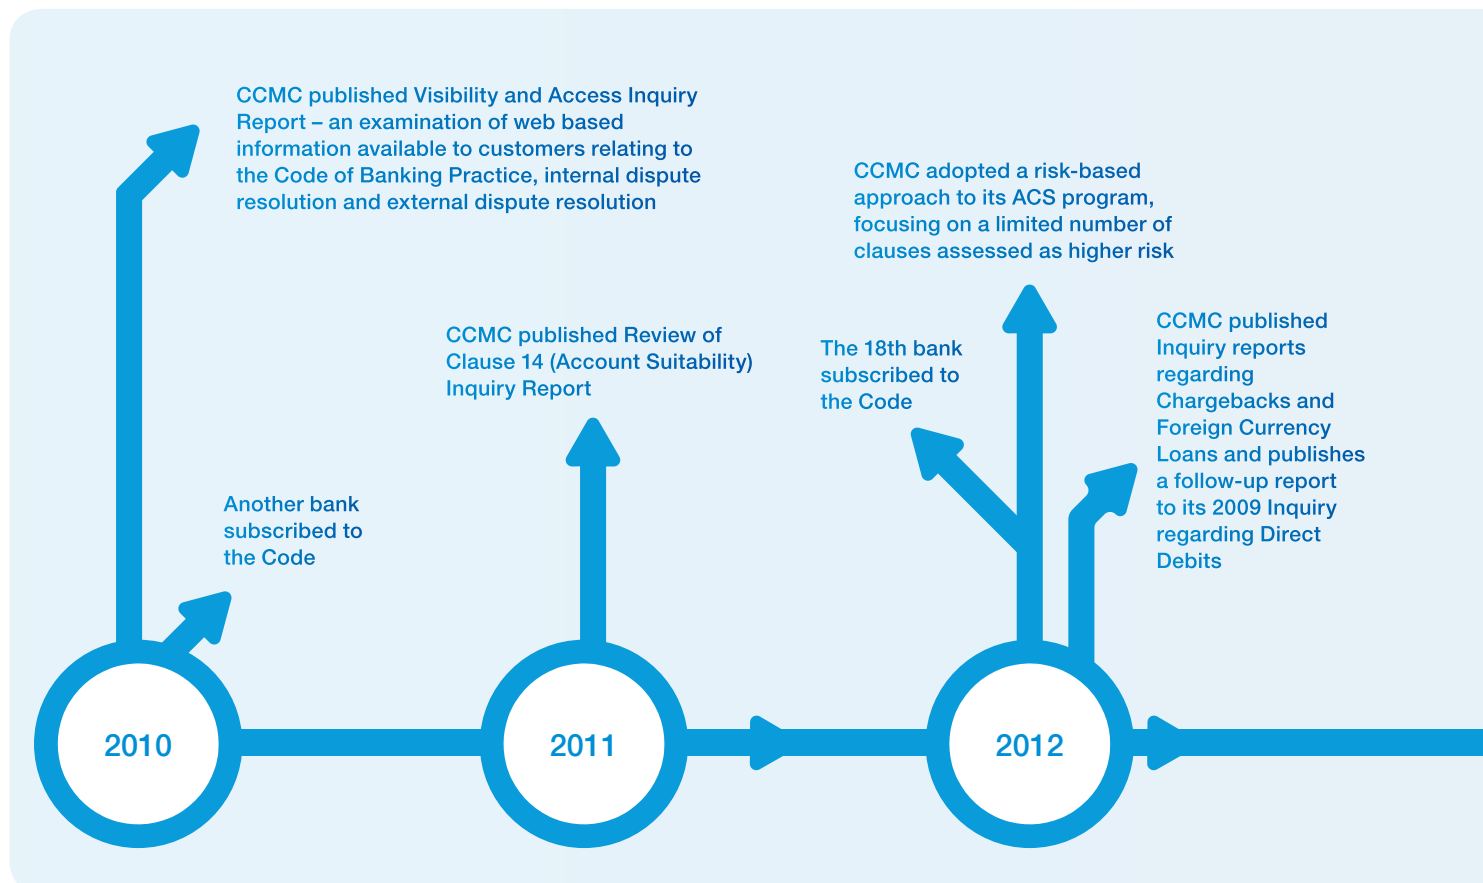 CCMC published Visibility and Access Inquiry
Report – an examination of web based
information available to customers relating to
the Code of Banking Practice, internal dispute
resolution and external dispute resolution
Another bank
subscribed to
the Code
2010
CCMC published Review of
Clause 14 (Account Suitability)
Inquiry Report
2011
The 18th bank
subscribed to
the Code
CCMC adopted a risk-based
approach to its ACS program,
focusing on a limited number of
clauses assessed as higher risk
CCMC published
Inquiry reports
regarding
Chargebacks and
Foreign Currency
Loans and publishes
a follow-up report
to its 2009 Inquiry
regarding Direct
Debits
2012